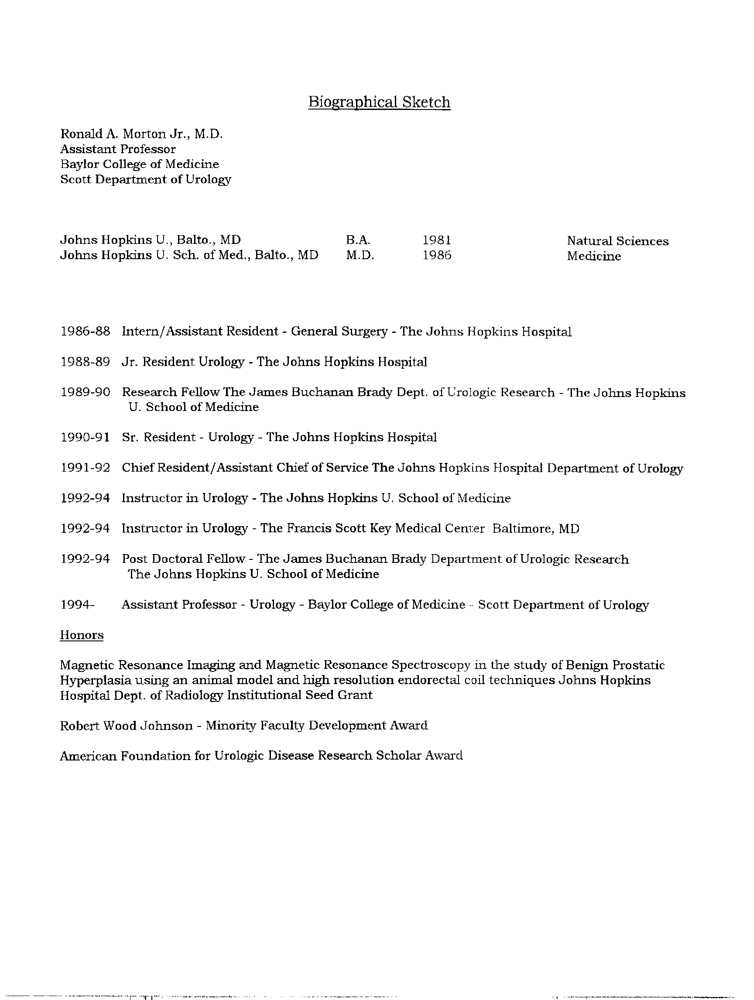 Biographical Sketch
Ronald A. Morton Jr., M.D.
Assistant Professor
Baylor College of Medicine
Scott Department of Urology
Johns Hopkins U., Balto., MD B.A. 1981 Natural Sciences
Johns Hopkins U. Sch. of Med., Balto., MD M.D. 1986 Medicine
1986-88 Intern/Assistant Resident - General Surgery - The Johns Hopkins Hospital
1988-89 Jr. Resident Urology - The Johns Hopkins Hospital
1989-90 Research Fellow The James Buchanan Brady Dept. of Urologic Research - The Johns Hopkins
U. School of Medicine
1990-91 Sr. Resident - Urology - The Johns Hopkins Hospital
1991-92 Chief Resident/Assistant Chief of Service The Johns Hopkins Hospital Department of Urology
1992-94 Instructor in Urology - The Johns Hopkins U. School of Medicine
1992-94 Instructor in Urology - The Francis Scott Key Medical Center Baltimore, MD
1992-94 Post Doctoral Fellow - The James Buchanan Brady Department of Urologic Research
The Johns Hopkins U. School of Medicine
1994- Assistant Professor - Urology - Baylor College of Medicine - Scott Department of Urology
Honors
Magnetic Resonance Imaging and Magnetic Resonance Spectroscopy in the study of Benign Prostatic
Hyperplasia using an animal model and high resolution endorectal coil techniques Johns Hopkins
Hospital Dept. of Radiology Institutional Seed Grant
Robert Wood Johnson - Minority Faculty Development Award
American Foundation for Urologic Disease Research Scholar Award